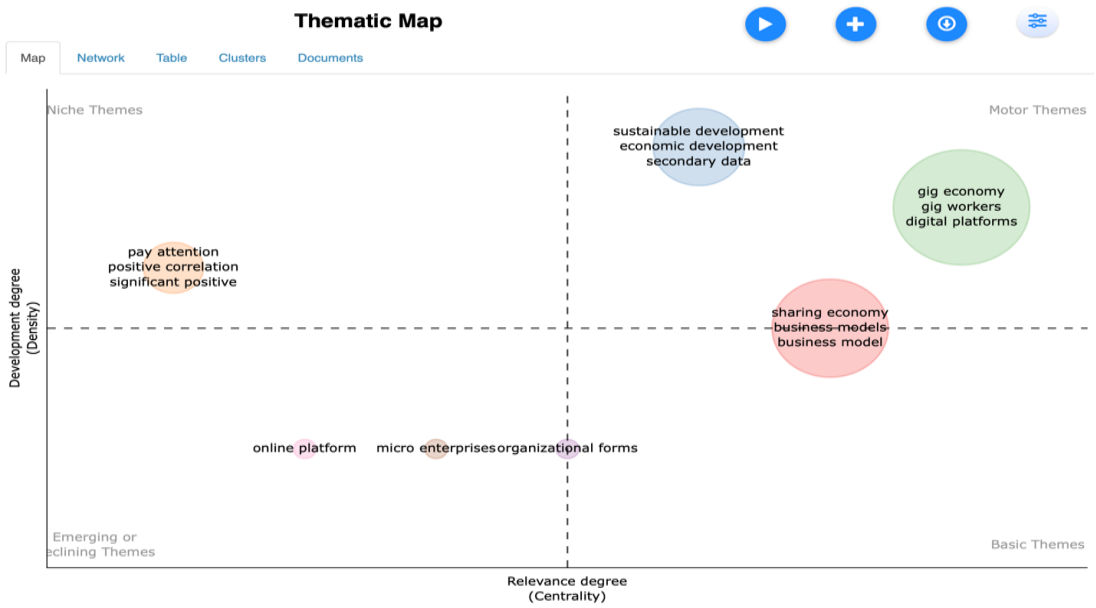 Thematic Map
Map Network Table Clusters Documents
Niche Themes
Motor Themes
sustainable development
economic development
secondary data
gig economy
gig workers
digital platforms
pay attention
positive correlation
significant positive
sharing economy
business models
business model
Development degree
(Density)
online platform
micro enterprises
organizational forms
Emerging or
eclining Themes
Basic Themes
Relevance degree
(Centrality)